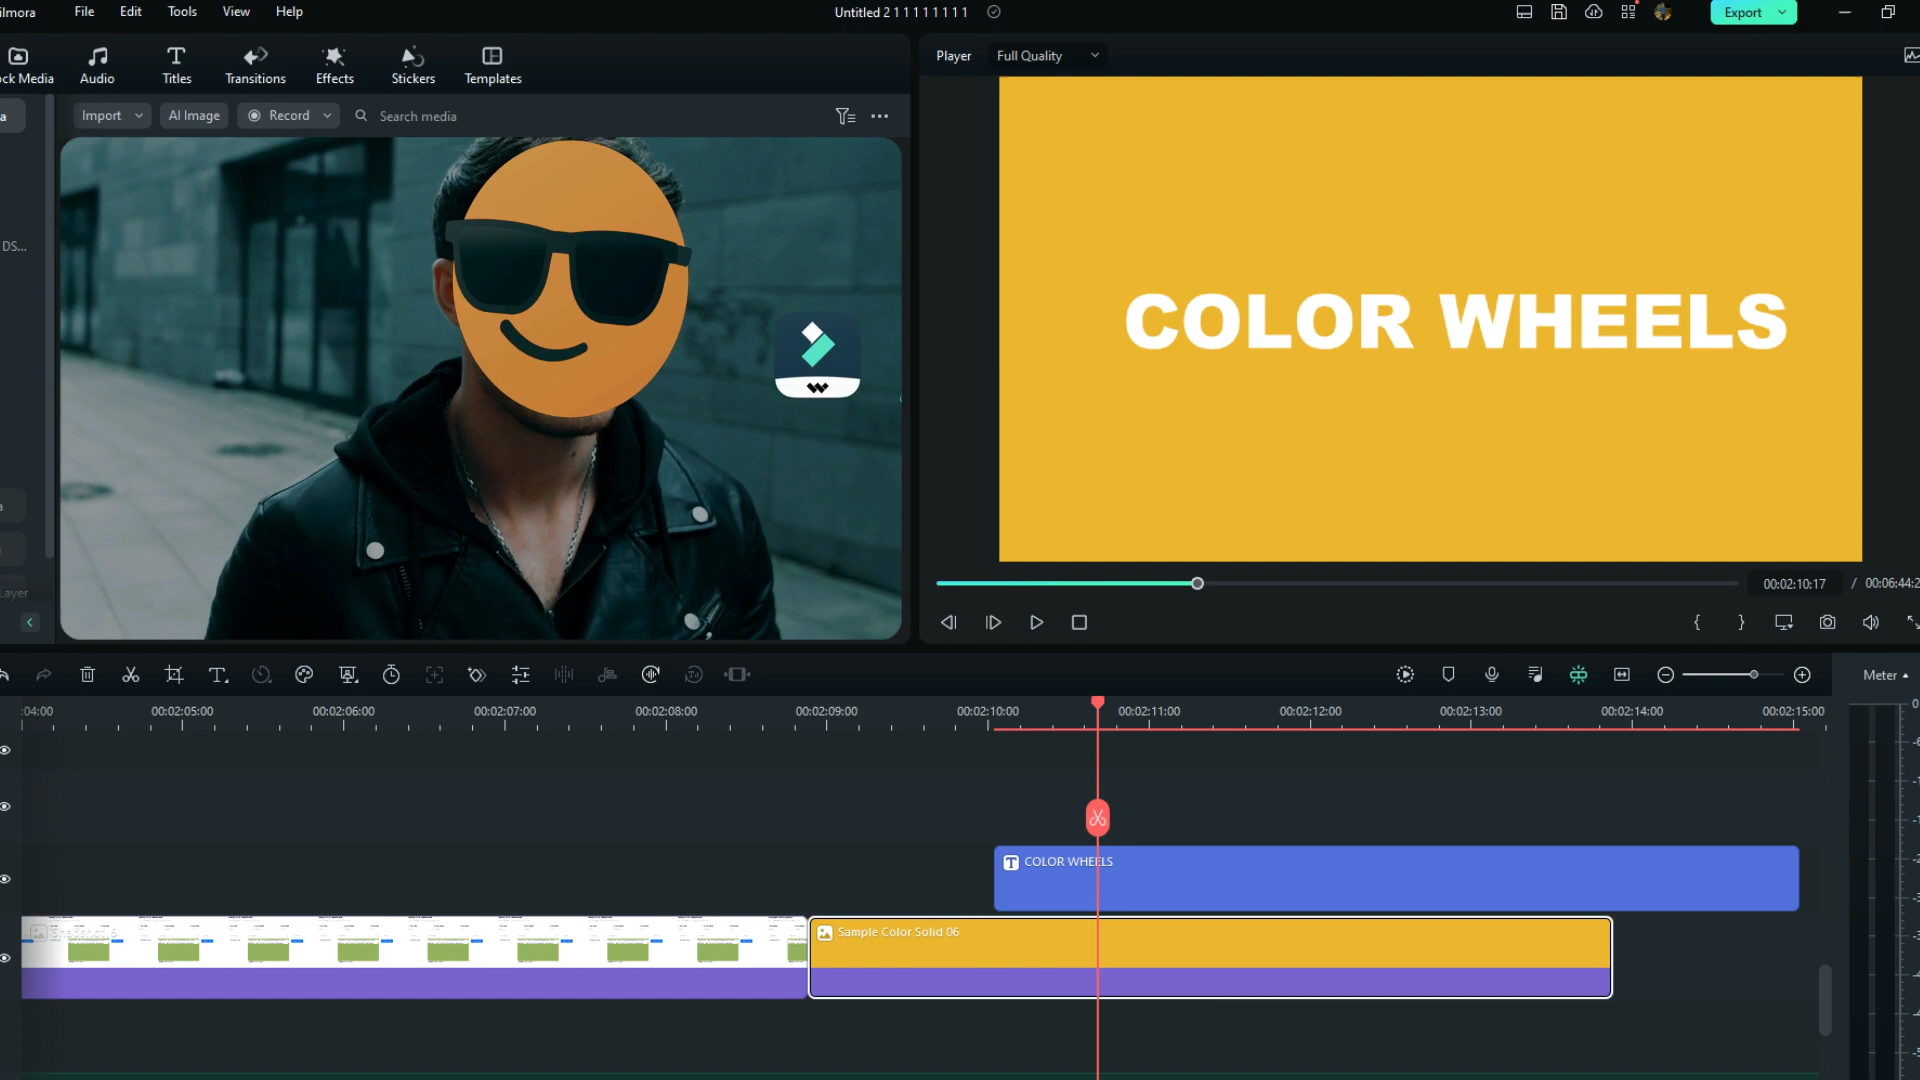 ilmora File Edit Tools View Help Untitled 2 1 1 1 1 1 1 1 1 Export
ock Media Audio Titles Transitions Effects Stickers Templates
Player Full Quality
Import AI Image Record Search media
a
DS...
COLOR WHEELS
a
ayer
00:02:10:17 / 00:06:44:2
Meter
:04:00 00:02:05:00 00:02:06:00 00:02:07:00 00:02:08:00 00:02:09:00 00:02:10:00 00:02:11:00 00:02:12:00 00:02:13:00 00:02:14:00 00:02:15:00
0
COLOR WHEELS
Sample Color Solid 06